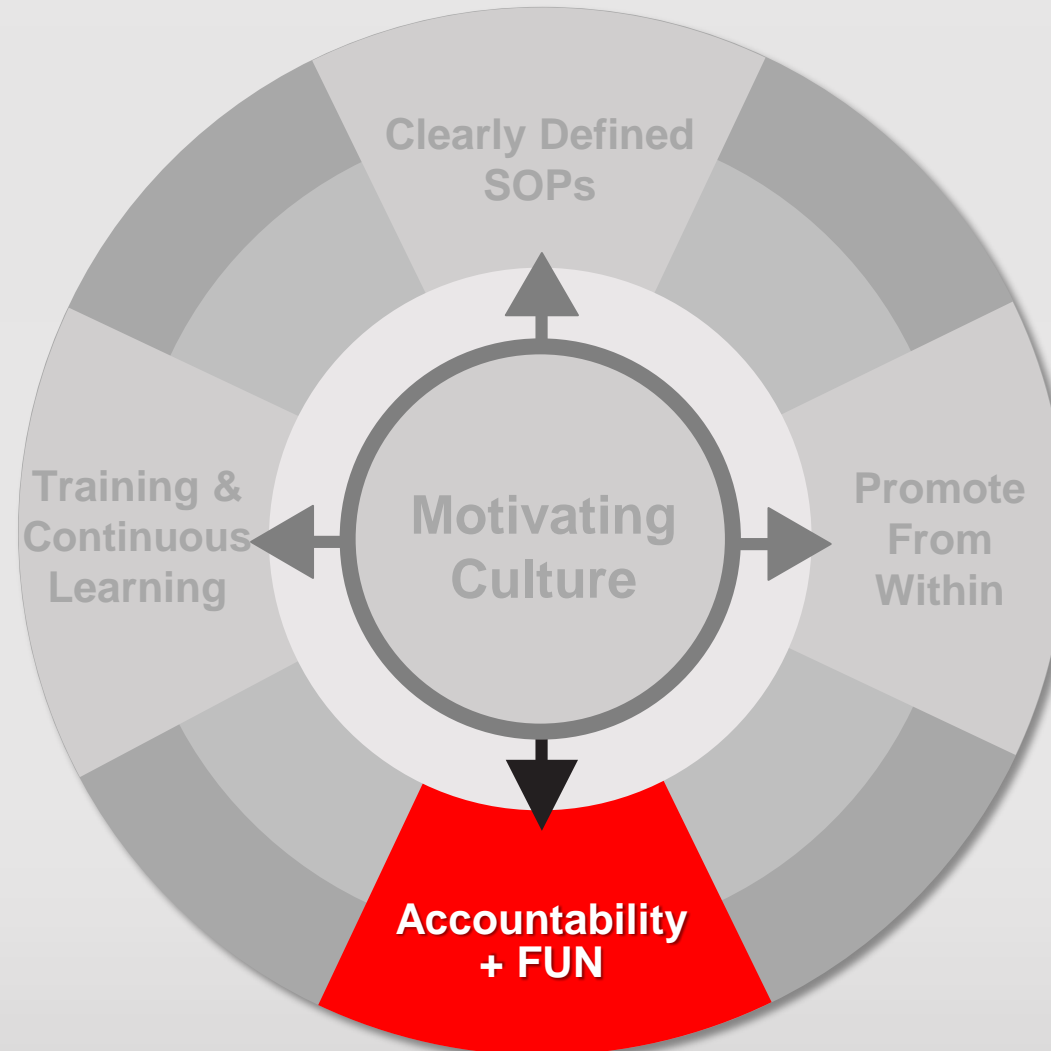 Clearly Defined
SOPs
Training &
Continuous
Learning
Motivating
Culture
Promote
From
Within
Accountability
+ FUN